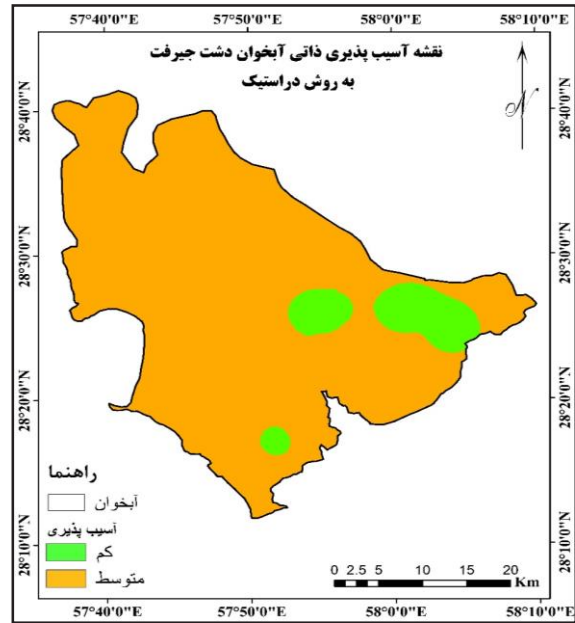 57°40'0"E 57°50'0"E 58°0'0"E 58°10'0"E
نقشه آسیب پذیری ذاتی آبخوان دشت جیرفت
به روش دراستیک
N
28°40'0"N 28°40'0"N
28°30'0"N 28°30'0"N
28°20'0"N 28°20'0"N
28°10'0"N 28°10'0"N
راهنما
آبخوان
آسیب پذیری
کم
متوسط
0 2.5 5 10 15 20
Km
57°40'0"E 57°50'0"E 58°0'0"E 58°10'0"E